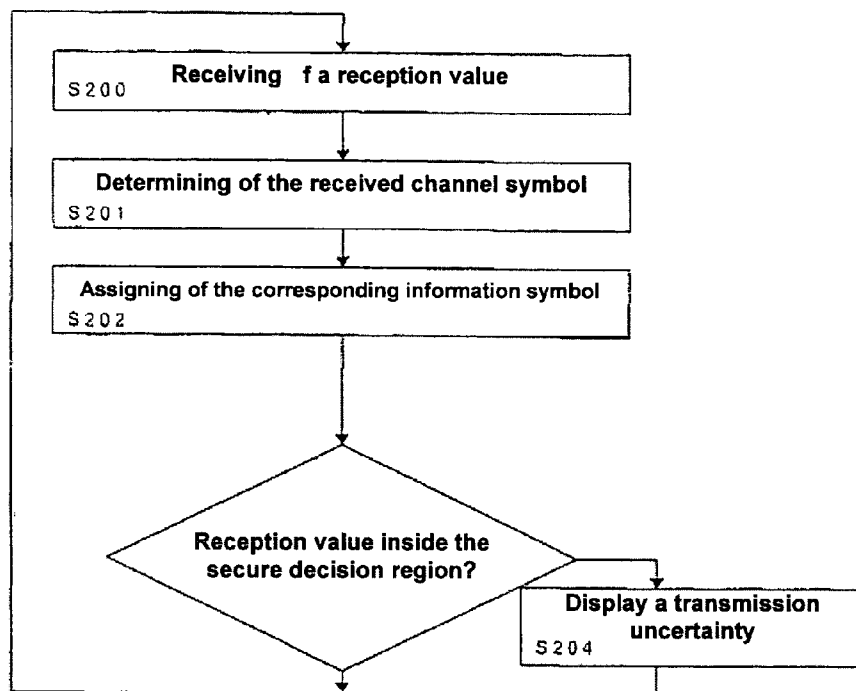 Receiving f a reception value
S200
Determining of the received channel symbol
S201
Assigning of the corresponding information symbol
S202
Reception value inside the
secure decision region?
Display a transmission
uncertainty
S204